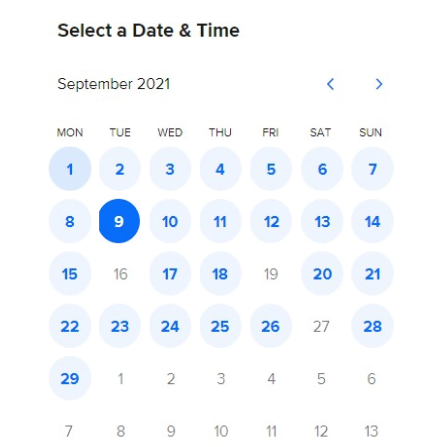 Select a Date & Time
September 2021
MON TUE WED THU FRI SAT SUN
1 2 3 4 5 6 7
8 9 10 11 12 13 14
15 16 17 18 19 20 21
22 23 24 25 26 27 28
29 1 2 3 4 5 6
7 8 9 10 11 12 13